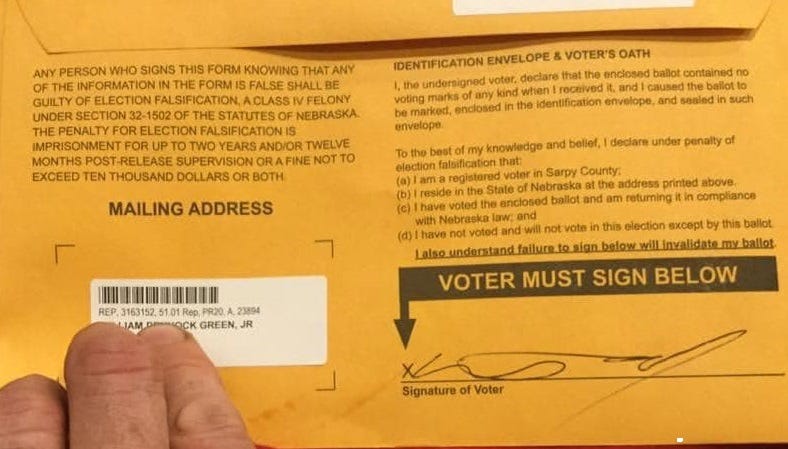 ANY PERSON WHO SIGNS THIS FORM KNOWING THAT ANY
OF THE INFORMATION IN THE FORM IS FALSE SHALL BE
GUILTY OF ELECTION FALSIFICATION, A CLASS IV FELONY
UNDER SECTION 32-1502 OF THE STATUTES OF NEBRASKA.
THE PENALTY FOR ELECTION FALSIFICATION IS
IMPRISONMENT FOR UP TO TWO YEARS AND/OR TWELVE
MONTHS POST-RELEASE SUPERVISION OR A FINE NOT TO
EXCEED TEN THOUSAND DOLLARS OR BOTH.
MAILING ADDRESS
REP, 3163152, 51.01 Rep, PR20, A, 23894
GREEN, JR
IDENTIFICATION ENVELOPE & VOTER'S OATH
I, the undersigned voter, declare that the enclosed ballot contained no
voting marks of any kind when I received it, and I caused the ballot to
be marked, enclosed in the identification envelope, and sealed in such
envelope.
To the best of my knowledge and belief, I declare under penalty of
election falsification that:
(a) I am a registered voter in Sarpy County;
(b) I reside in the State of Nebraska at the address printed above.
(c) I have voted the enclosed ballot and am returning it in compliance
with Nebraska law; and
(d) I have not voted and will not vote in this election except by this ballot.
I also understand failure to sign below will invalidate my ballot.
VOTER MUST SIGN BELOW
X
Signature of Voter